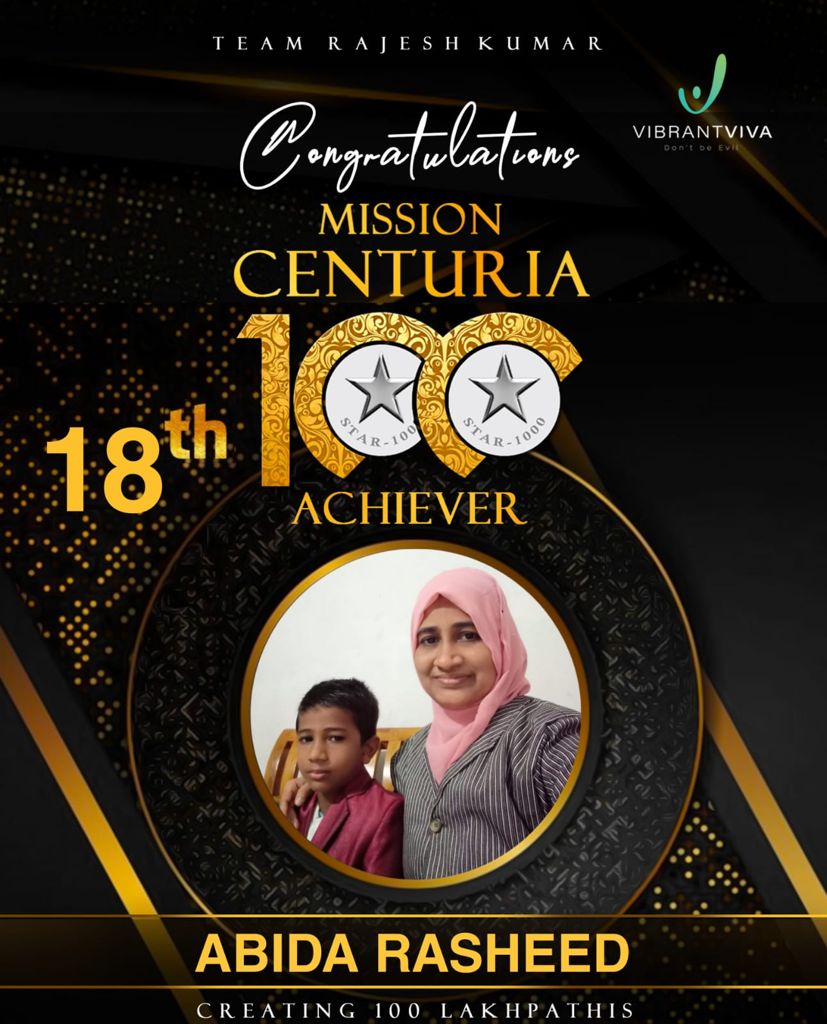 TEAM RAJESH KUMAR
VIBRANTVIVA
Don't be Evil
Congratulations
MISSION
CENTURIA
100
STAR-100
STAR-1000
18th
ACHIEVER
ABIDA RASHEED
CREATING 100 LAKHPATHIS